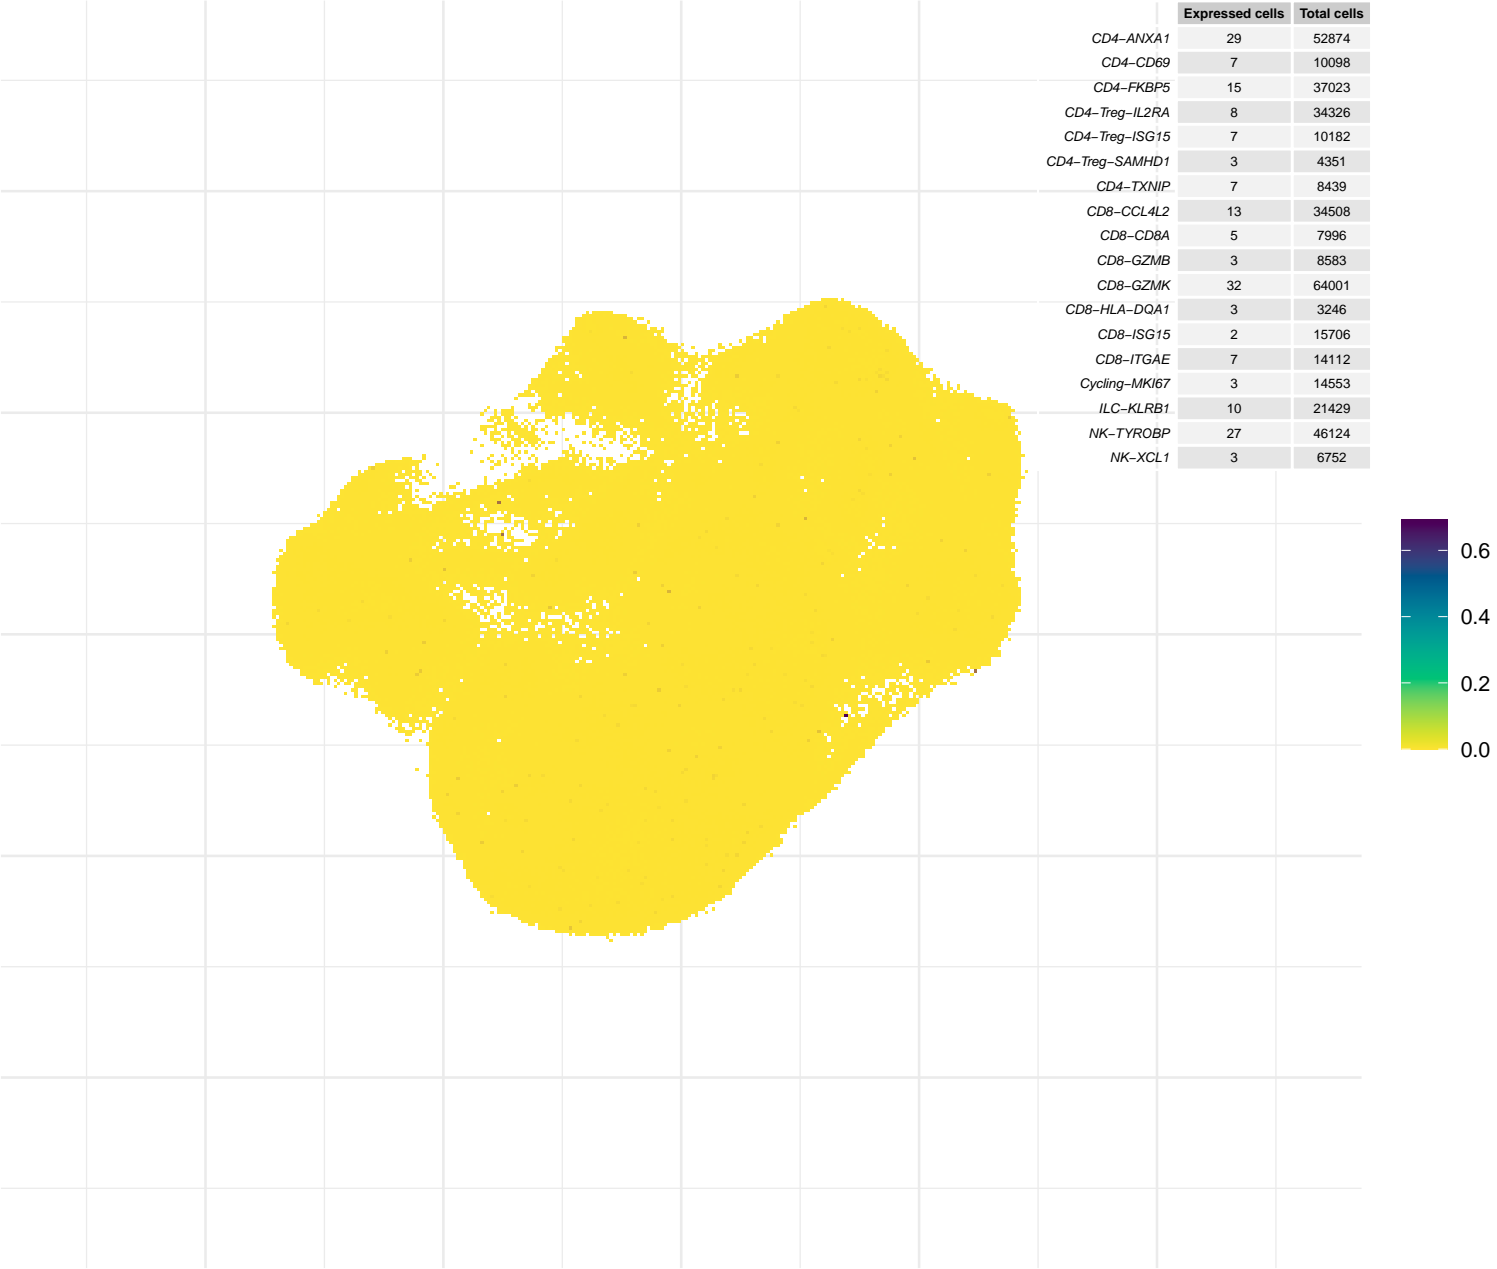 Expressed cells Total cells
CD4−ANXA1 29 52874
CD4−CD69 7 10098
CD4−FKBP5 15 37023
CD4−Treg−IL2RA 8 34326
CD4−Treg−ISG15 7 10182
CD4−Treg−SAMHD1 3 4351
CD4−TXNIP 7 8439
CD8−CCL4L2 13 34508
CD8−CD8A 5 7996
CD8−GZMB 3 8583
CD8−GZMK 32 64001
CD8−HLA−DQA1 3 3246
CD8−ISG15 2 15706
CD8−ITGAE 7 14112
Cycling−MKI67 3 14553
ILC−KLRB1 10 21429
NK−TYROBP 27 46124
NK−XCL1 3 6752
0.6
0.4
0.2
0.0